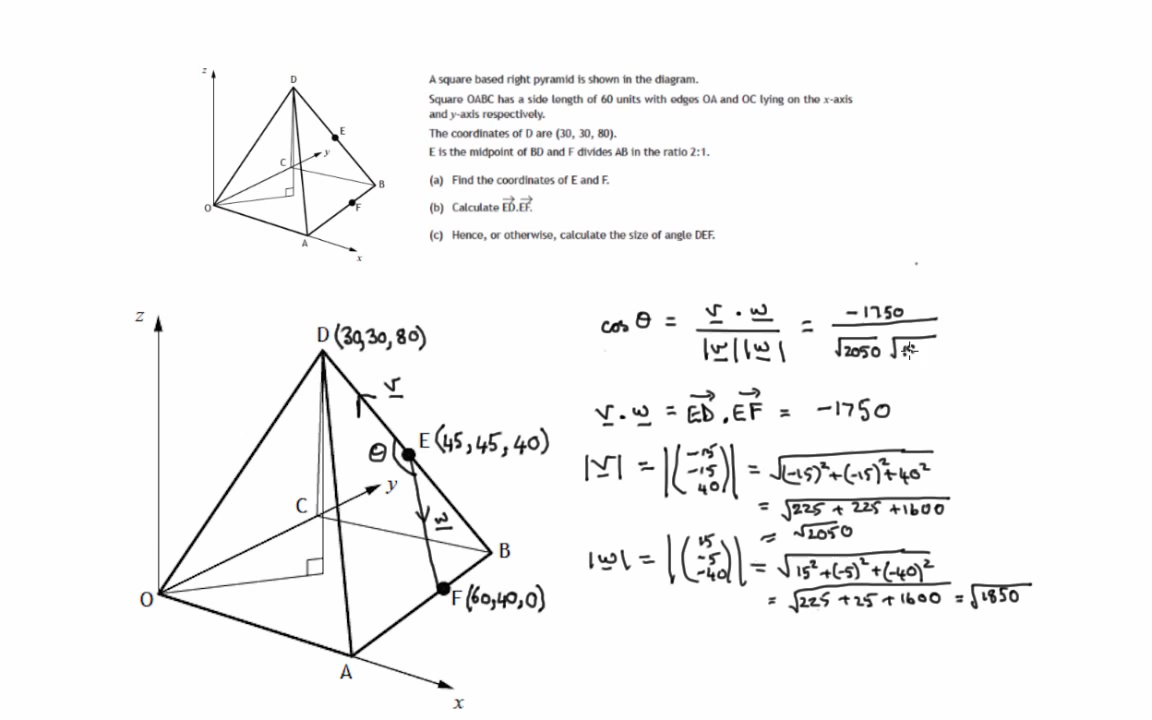 z
D
E
y
C
B
O
F
A
x
A square based right pyramid is shown in the diagram.
Square OABC has a side length of 60 units with edges OA and OC lying on the x-axis
and y-axis respectively.
The coordinates of D are (30, 30, 80).
E is the midpoint of BD and F divides AB in the ratio 2:1.
(a) Find the coordinates of E and F.
(b) Calculate ED⃗.EF⃗.
(c) Hence, or otherwise, calculate the size of angle DEF.
z
D (30,30,80)
v
E (45,45,40)
θ
y
C
w
B
O
F (60,40,0)
A
x
cos θ = v . w / |v||w| = -1750 / √2050 √
v . w = ED⃗ . EF⃗ = -1750
|v| = |(-15 -15 40)| = √(-15)² + (-15)² + 40²
= √225 + 225 + 1600
= √2050
|w| = |(15 -5 -40)| = √15² + (-5)² + (-40)²
= √225 + 25 + 1600 = √1850